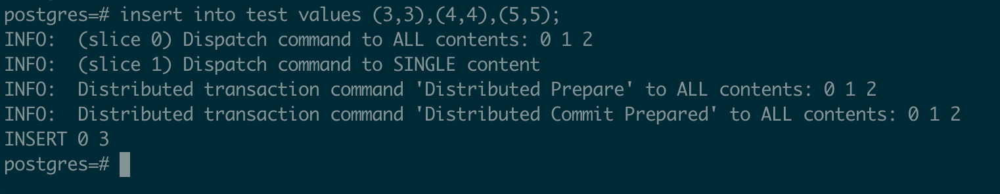 postgres=# insert into test values (3,3),(4,4),(5,5);
INFO:  (slice 0) Dispatch command to ALL contents: 0 1 2
INFO:  (slice 1) Dispatch command to SINGLE content
INFO:  Distributed transaction command 'Distributed Prepare' to ALL contents: 0 1 2
INFO:  Distributed transaction command 'Distributed Commit Prepared' to ALL contents: 0 1 2
INSERT 0 3
postgres=#